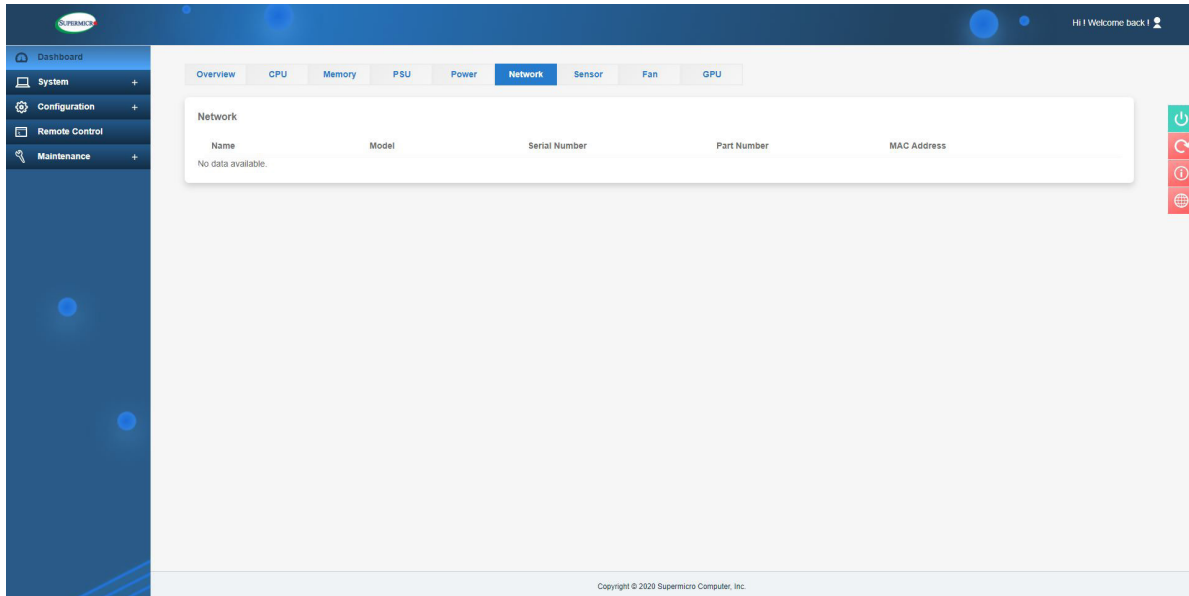 SUPERMICR
Hi ! Welcome back !
Dashboard
System +
Configuration +
Remote Control
Maintenance +
Overview CPU Memory PSU Power Network Sensor Fan GPU
Network
Name Model Serial Number Part Number MAC Address
No data available.
Copyright © 2020 Supermicro Computer, Inc.